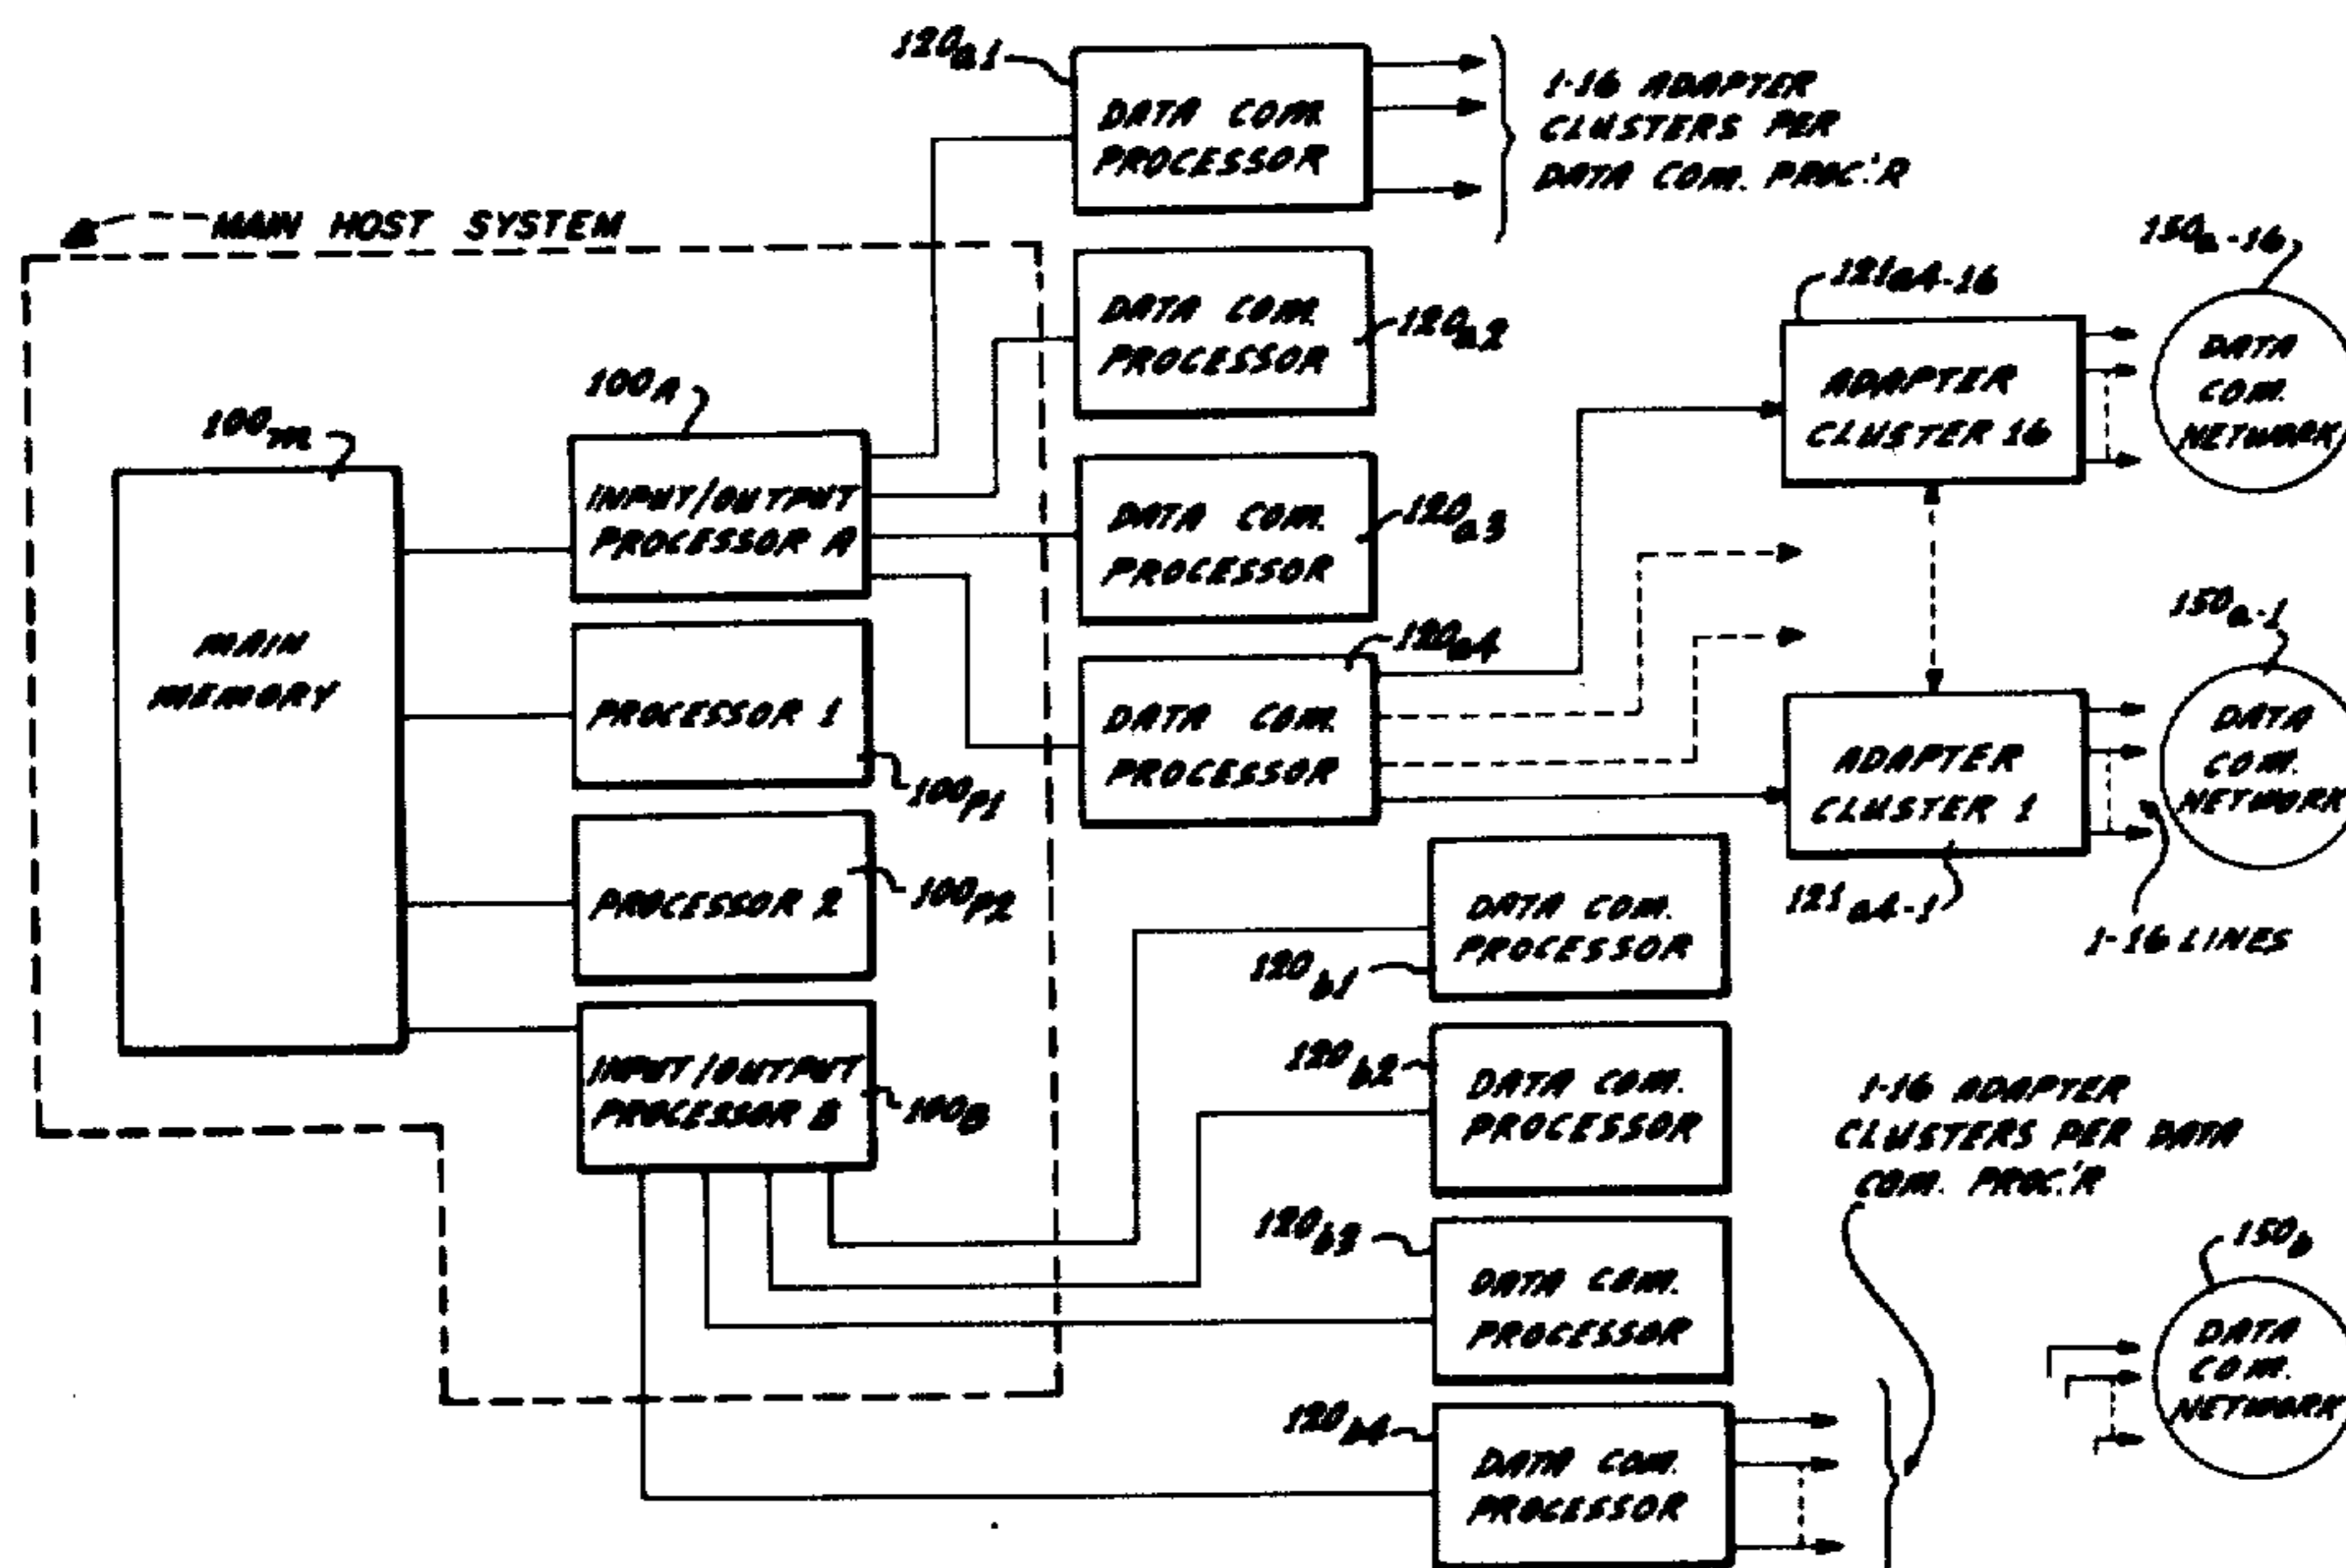 120a1
DATA COM.
PROCESSOR
1-16 ADAPTER
CLUSTERS PER
DATA COM. PROC.'R
MAIN HOST SYSTEM
150a-16
121a4-16
DATA COM.
PROCESSOR
120a2
DATA
COM.
NETWORK
ADAPTER
CLUSTER 16
100A
100m
INPUT/OUTPUT
PROCESSOR A
DATA COM.
PROCESSOR
120a3
MAIN
MEMORY
150a-1
120a4
DATA COM.
PROCESSOR
PROCESSOR 1
100P1
ADAPTER
CLUSTER 1
DATA
COM.
NETWORK
121a4-1
1-16 LINES
PROCESSOR 2
100P2
DATA COM.
PROCESSOR
120b1
INPUT/OUTPUT
PROCESSOR B
100B
120b2
DATA COM.
PROCESSOR
1-16 ADAPTER
CLUSTERS PER DATA
COM. PROC.'R
120b3
DATA COM.
PROCESSOR
150b
DATA
COM.
NETWORK
120b4
DATA COM.
PROCESSOR